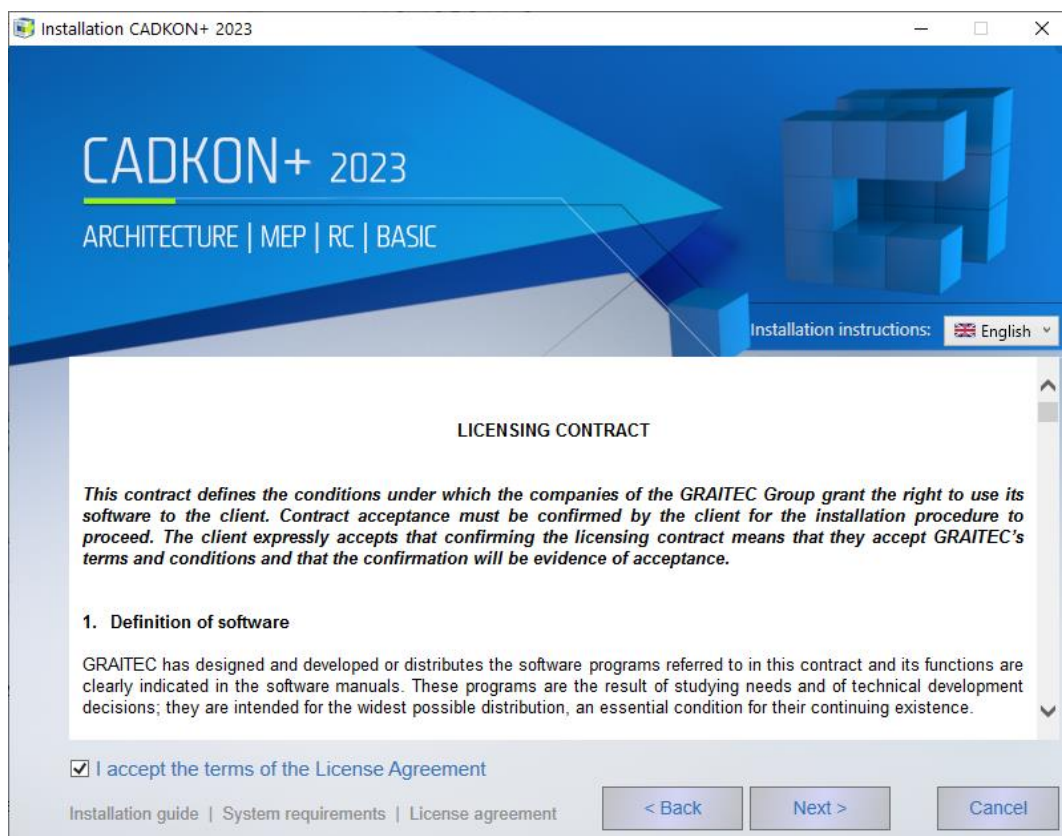 Installation CADKON+ 2023
CADKON+ 2023
ARCHITECTURE | MEP | RC | BASIC
Installation instructions: English
LICENSING CONTRACT
This contract defines the conditions under which the companies of the GRAITEC Group grant the right to use its
software to the client. Contract acceptance must be confirmed by the client for the installation procedure to
proceed. The client expressly accepts that confirming the licensing contract means that they accept GRAITEC's
terms and conditions and that the confirmation will be evidence of acceptance.
1. Definition of software
GRAITEC has designed and developed or distributes the software programs referred to in this contract and its functions are
clearly indicated in the software manuals. These programs are the result of studying needs and of technical development
decisions; they are intended for the widest possible distribution, an essential condition for their continuing existence.
I accept the terms of the License Agreement
Installation guide | System requirements | License agreement
< Back Next > Cancel